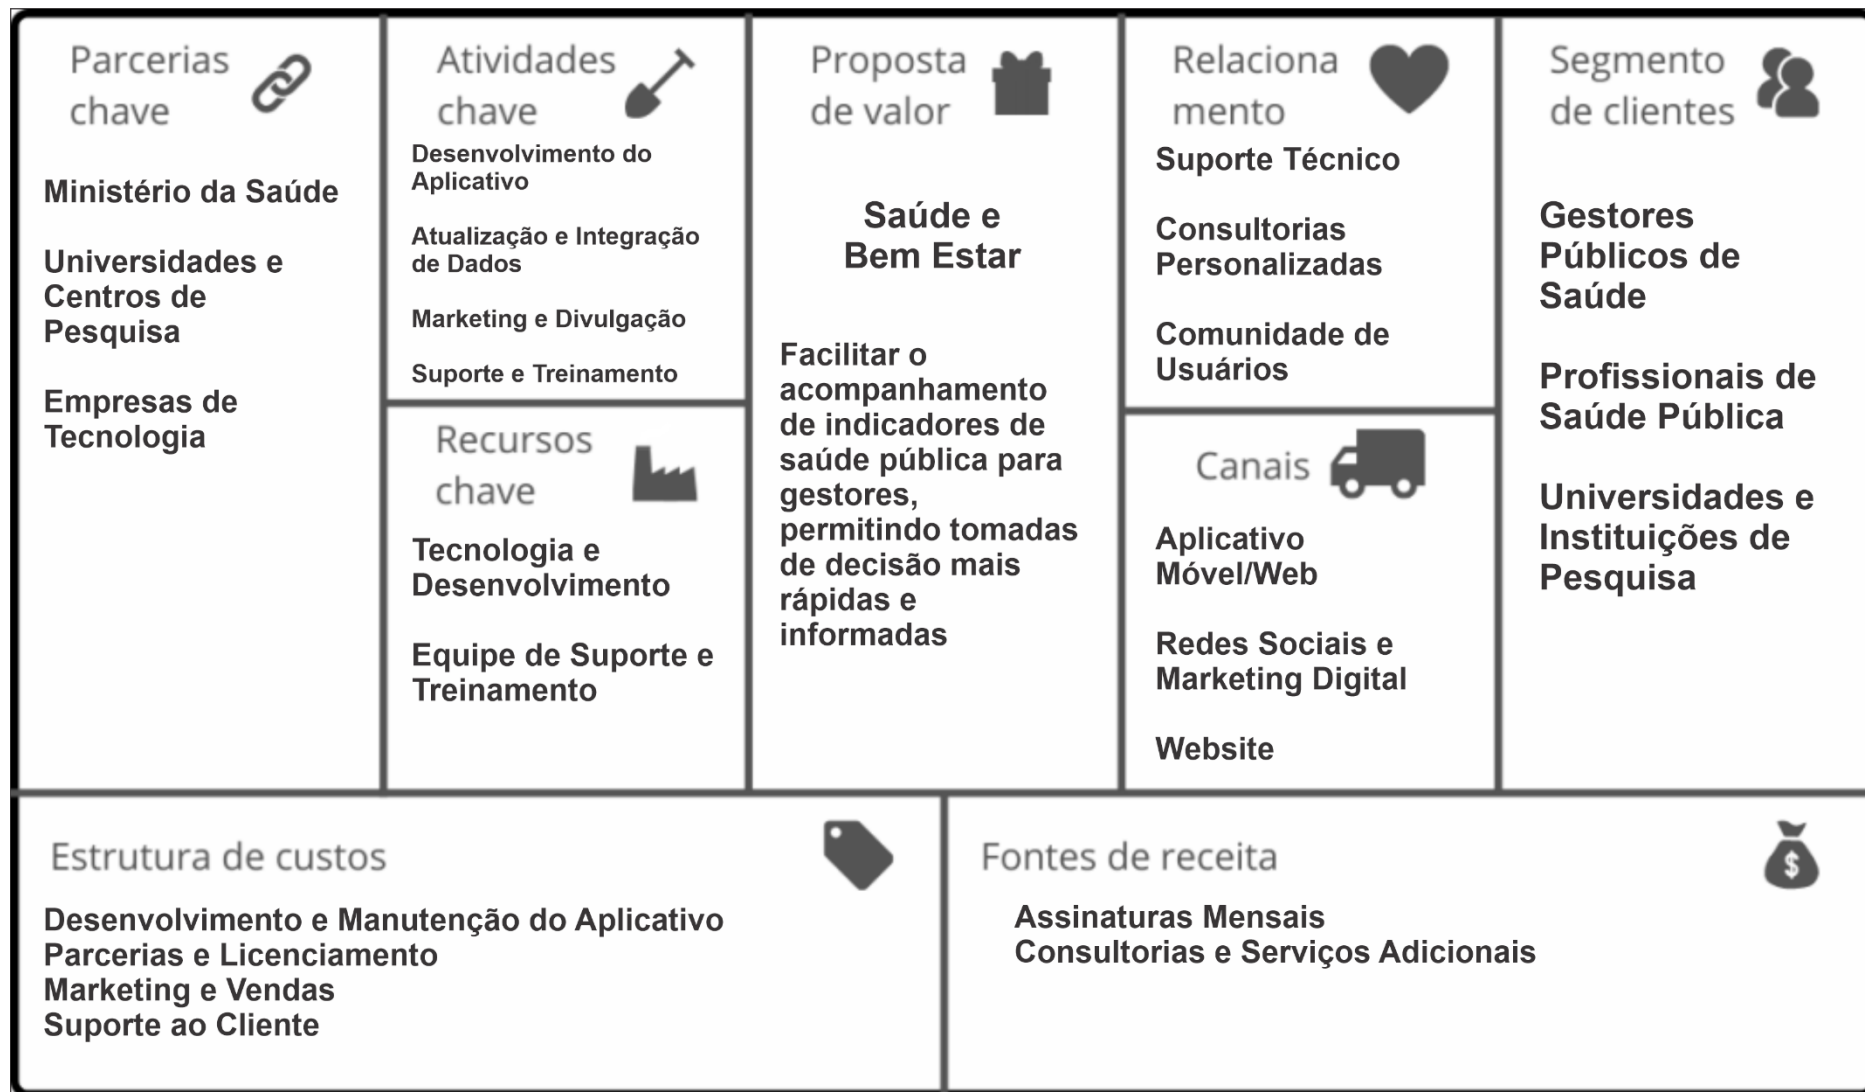 Parcerias
chave
Ministério da Saúde
Universidades e
Centros de
Pesquisa
Empresas de
Tecnologia
Atividades
chave
Desenvolvimento do
Aplicativo
Atualização e Integração
de Dados
Marketing e Divulgação
Suporte e Treinamento
Recursos
chave
Tecnologia e
Desenvolvimento
Equipe de Suporte e
Treinamento
Proposta
de valor
Saúde e
Bem Estar
Facilitar o
acompanhamento
de indicadores de
saúde pública para
gestores,
permitindo tomadas
de decisão mais
rápidas e
informadas
Relaciona
mento
Suporte Técnico
Consultorias
Personalizadas
Comunidade de
Usuários
Canais
Aplicativo
Móvel/Web
Redes Sociais e
Marketing Digital
Website
Segmento
de clientes
Gestores
Públicos de
Saúde
Profissionais de
Saúde Pública
Universidades e
Instituições de
Pesquisa
Estrutura de custos
Desenvolvimento e Manutenção do Aplicativo
Parcerias e Licenciamento
Marketing e Vendas
Suporte ao Cliente
Fontes de receita
$
Assinaturas Mensais
Consultorias e Serviços Adicionais